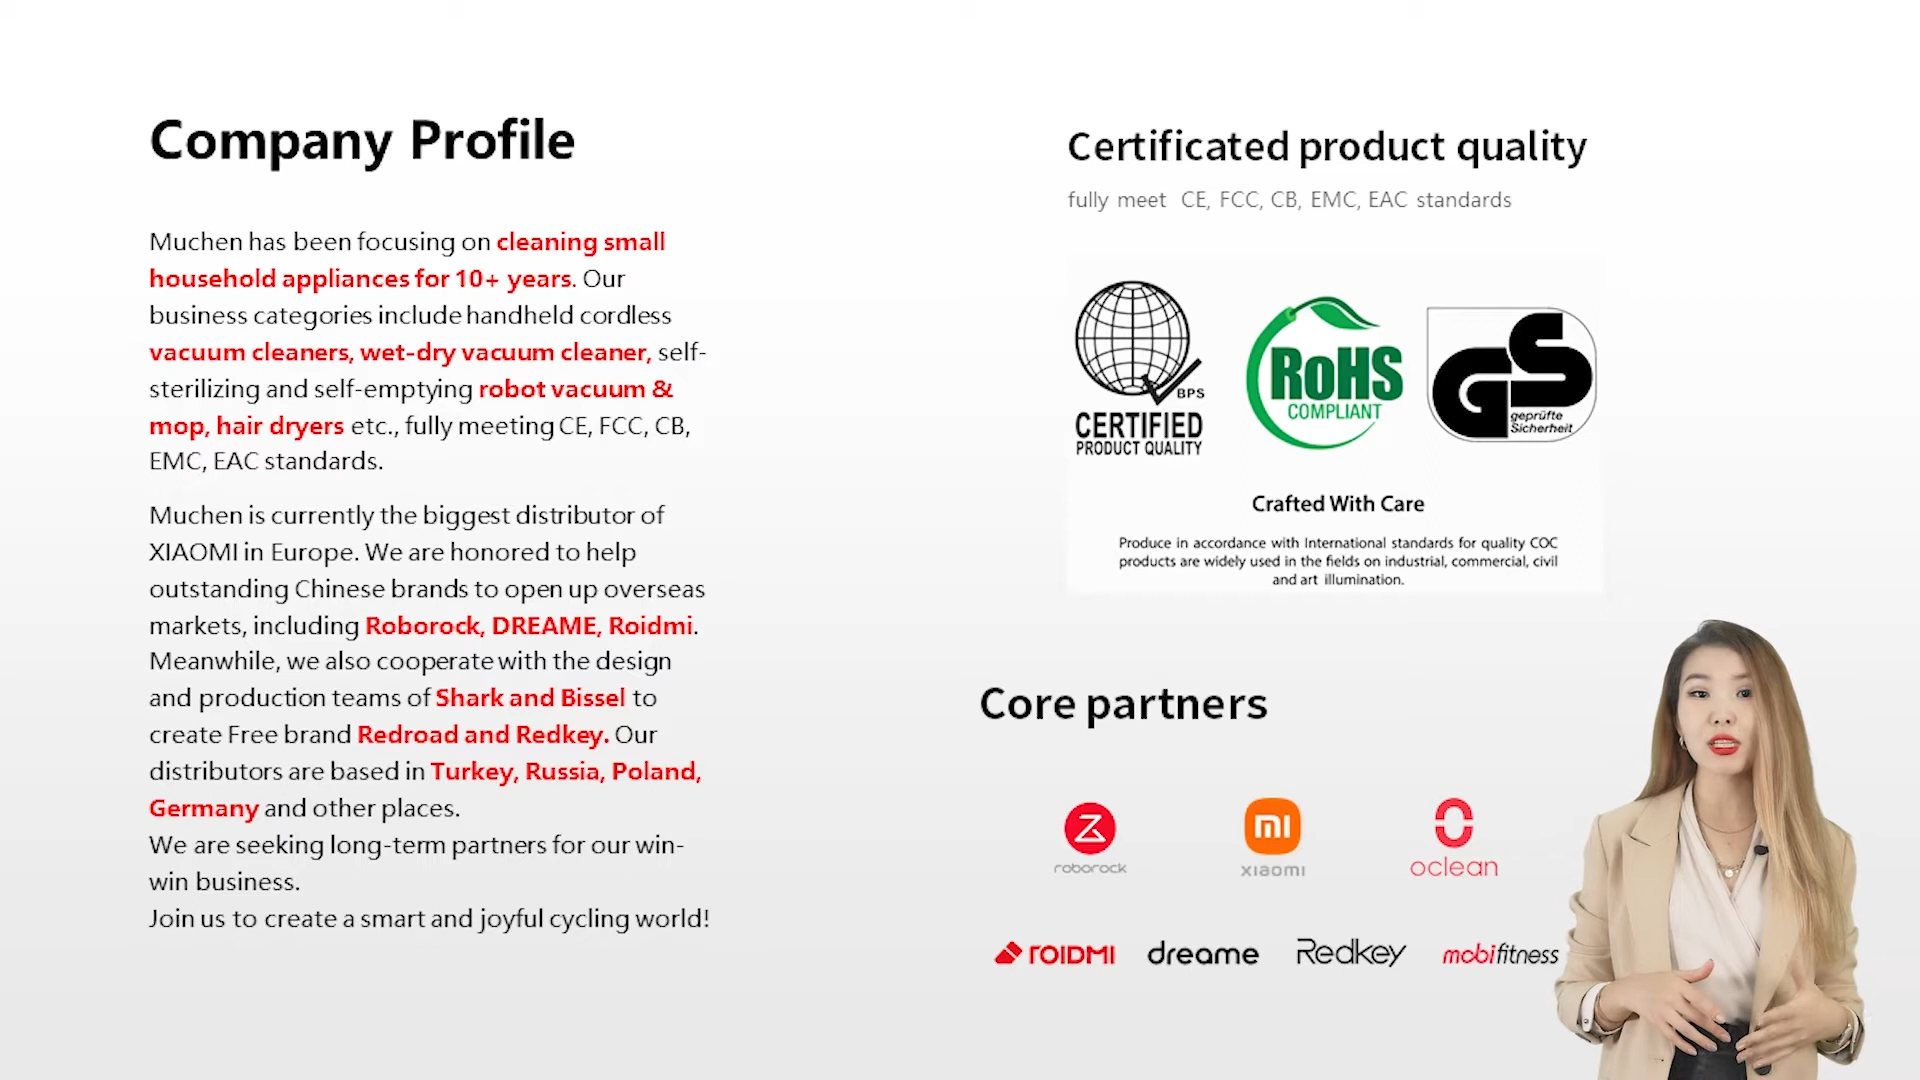 Company Profile
Muchen has been focusing on cleaning small
household appliances for 10+ years. Our
business categories include handheld cordless
vacuum cleaners, wet-dry vacuum cleaner, self-
sterilizing and self-emptying robot vacuum &
mop, hair dryers etc., fully meeting CE, FCC, CB,
EMC, EAC standards.
Muchen is currently the biggest distributor of
XIAOMI in Europe. We are honored to help
outstanding Chinese brands to open up overseas
markets, including Roborock, DREAME, Roidmi.
Meanwhile, we also cooperate with the design
and production teams of Shark and Bissel to
create Free brand Redroad and Redkey. Our
distributors are based in Turkey, Russia, Poland,
Germany and other places.
We are seeking long-term partners for our win-
win business.
Join us to create a smart and joyful cycling world!
Certificated product quality
fully meet CE, FCC, CB, EMC, EAC standards
BPS
CERTIFIED
PRODUCT QUALITY
RoHS
COMPLIANT
GS
geprüfte
Sicherheit
Crafted With Care
Produce in accordance with International standards for quality COC
products are widely used in the fields on industrial, commercial, civil
and art illumination.
Core partners
roborock
mi
xiaomi
oclean
ROIDMI
dreame
Redkey
mobifitness